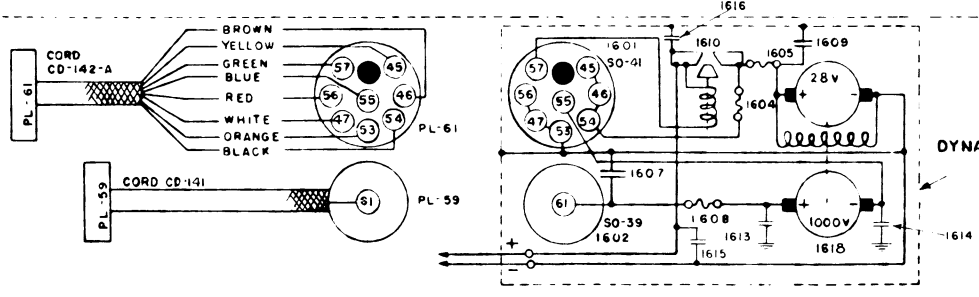 BROWN
YELLOW
GREEN
BLUE
RED
WHITE
ORANGE
BLACK
CORD
CD-142-A
PL-61
57
45
56
55
46
47
53
54
PL-61
PL-59
CORD CD-141
S1
PL-59
1616
1601
SO-41
57
45
56
55
46
47
53
54
1610
1605
1609
1604
28V
+
-
DYNA
1607
61
SO-39
1602
1608
1613
1615
+
-
1000V
1618
1614
+
-